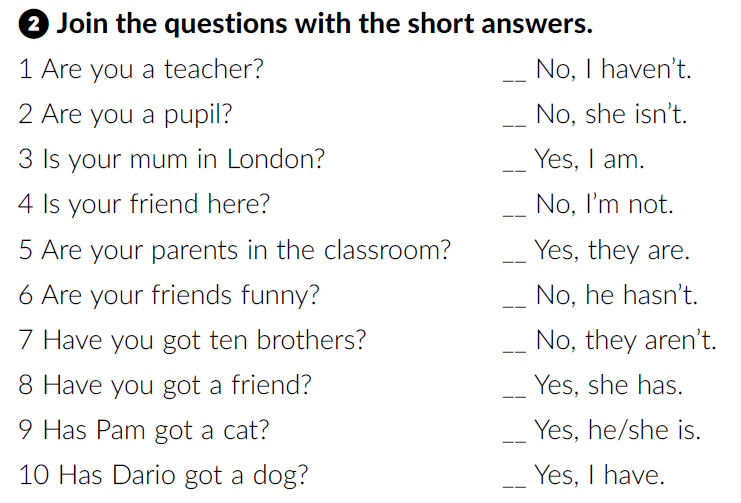 2 Join the questions with the short answers.
1 Are you a teacher? __ No, I haven't.
2 Are you a pupil? __ No, she isn't.
3 Is your mum in London? __ Yes, I am.
4 Is your friend here? __ No, I'm not.
5 Are your parents in the classroom? __ Yes, they are.
6 Are your friends funny? __ No, he hasn't.
7 Have you got ten brothers? __ No, they aren't.
8 Have you got a friend? __ Yes, she has.
9 Has Pam got a cat? __ Yes, he/she is.
10 Has Dario got a dog? __ Yes, I have.